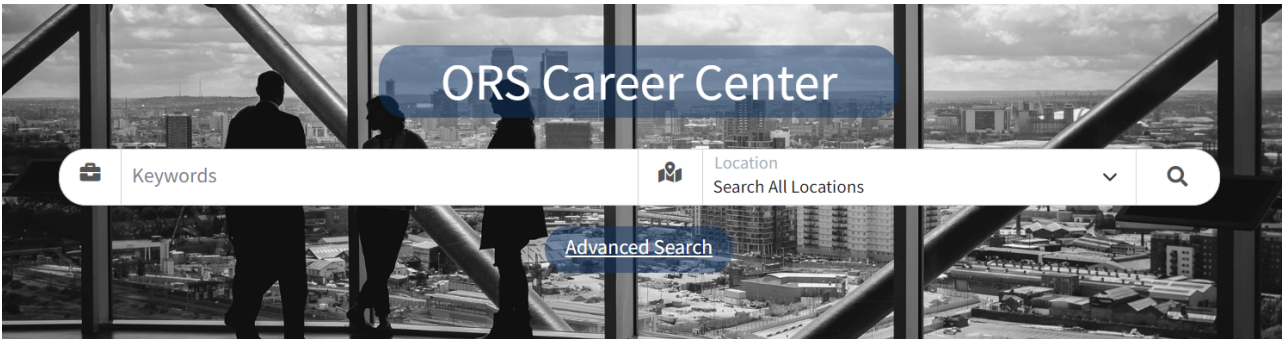 ORS Career Center
Keywords
Location
Search All Locations
Advanced Search